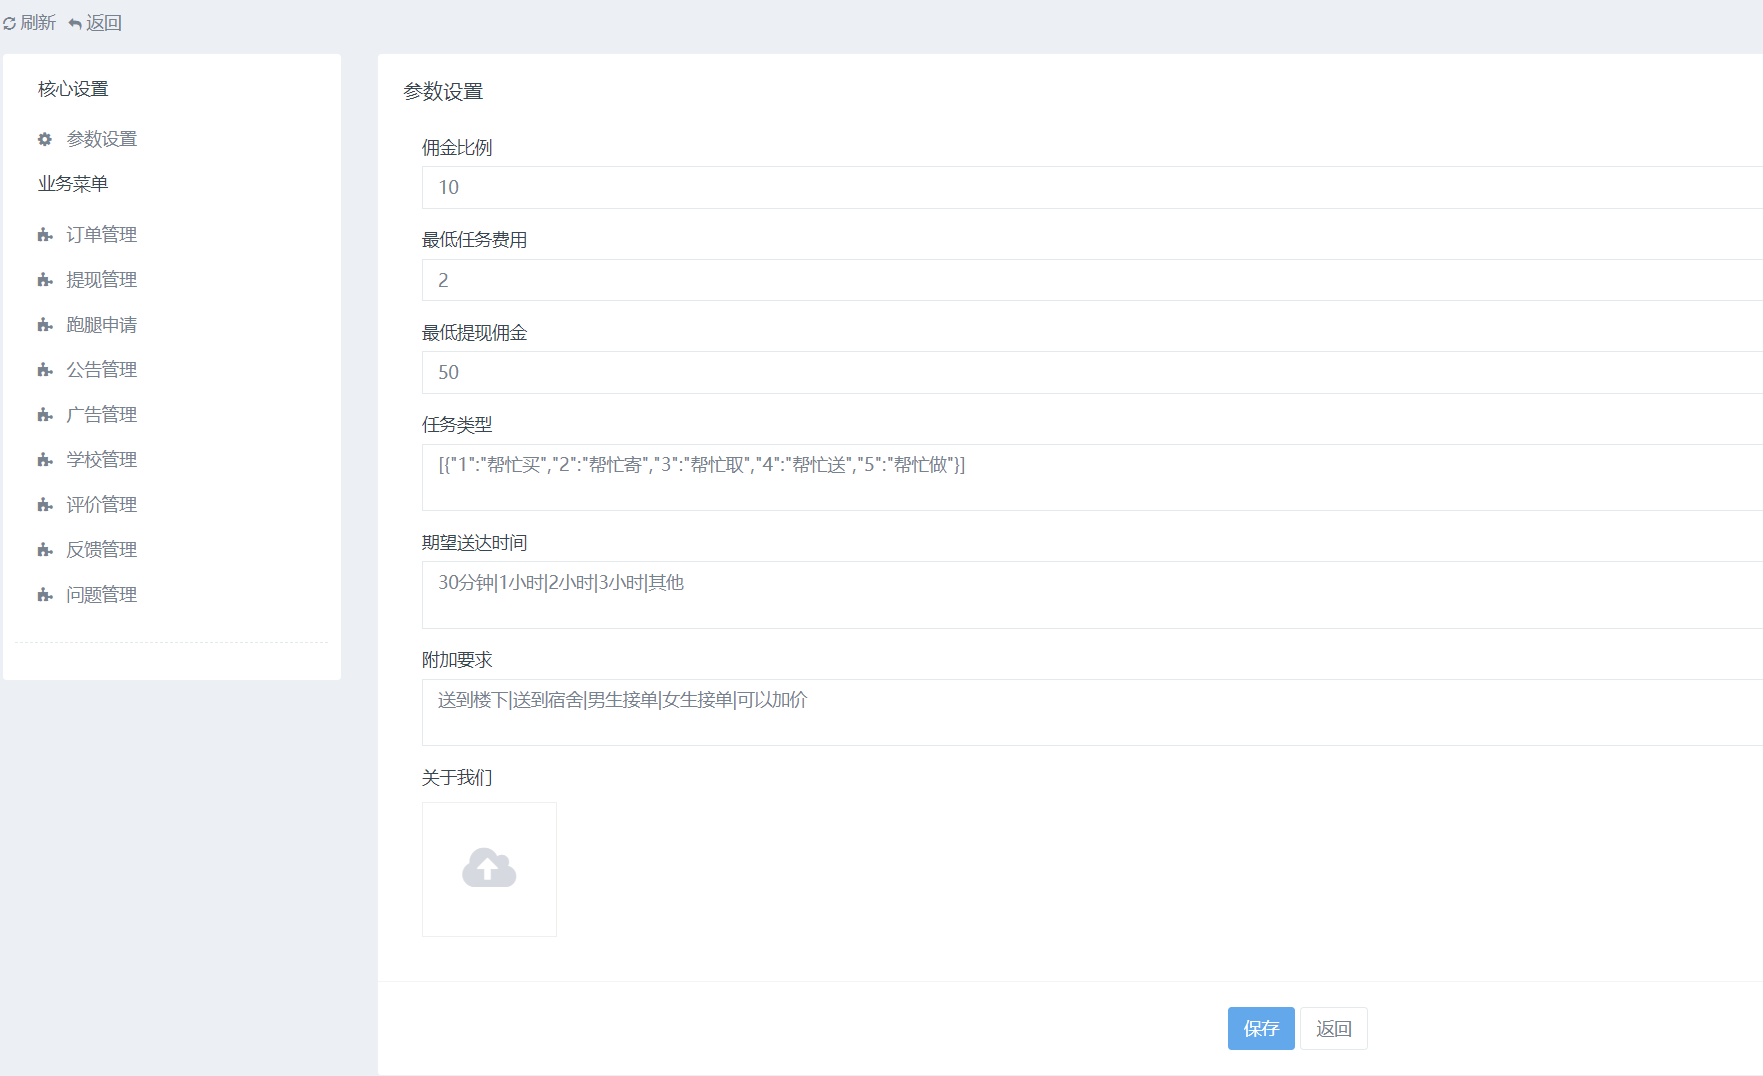 刷新 返回
核心设置
参数设置
业务菜单
订单管理
提现管理
跑腿申请
公告管理
广告管理
学校管理
评价管理
反馈管理
问题管理
参数设置
佣金比例
10
最低任务费用
2
最低提现佣金
50
任务类型
[{"1":"帮忙买","2":"帮忙寄","3":"帮忙取","4":"帮忙送","5":"帮忙做"}]
期望送达时间
30分钟|1小时|2小时|3小时|其他
附加要求
送到楼下|送到宿舍|男生接单|女生接单|可以加价
关于我们
保存 返回